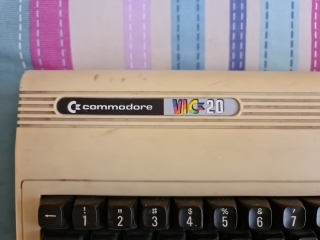 commodore VIC-20
! " # $ % & '
← 1 2 3 4 5 6 7